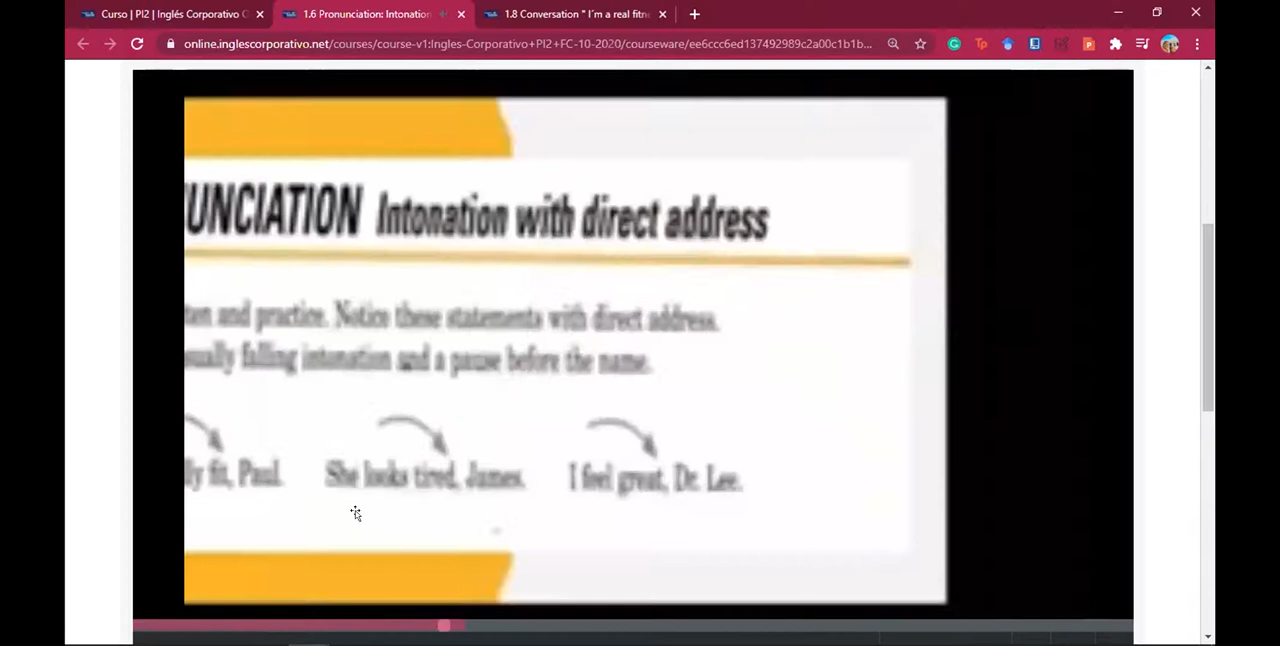 Curso | PI2 | Inglés Corporativo G
1.6 Pronunciation: Intonation
1.8 Conversation " I´m a real fitne
online.inglescorporativo.net/courses/course-v1:Ingles-Corporativo+PI2+FC-10-2020/courseware/ee6ccc6ed137492989c2a00c1b1b...
UNCIATION Intonation with direct address
ten and practice. Notice these statements with direct address.
sually falling intonation and a pause before the name.
lly fit, Paul. She looks tired, James. I feel great, Dr. Lee.